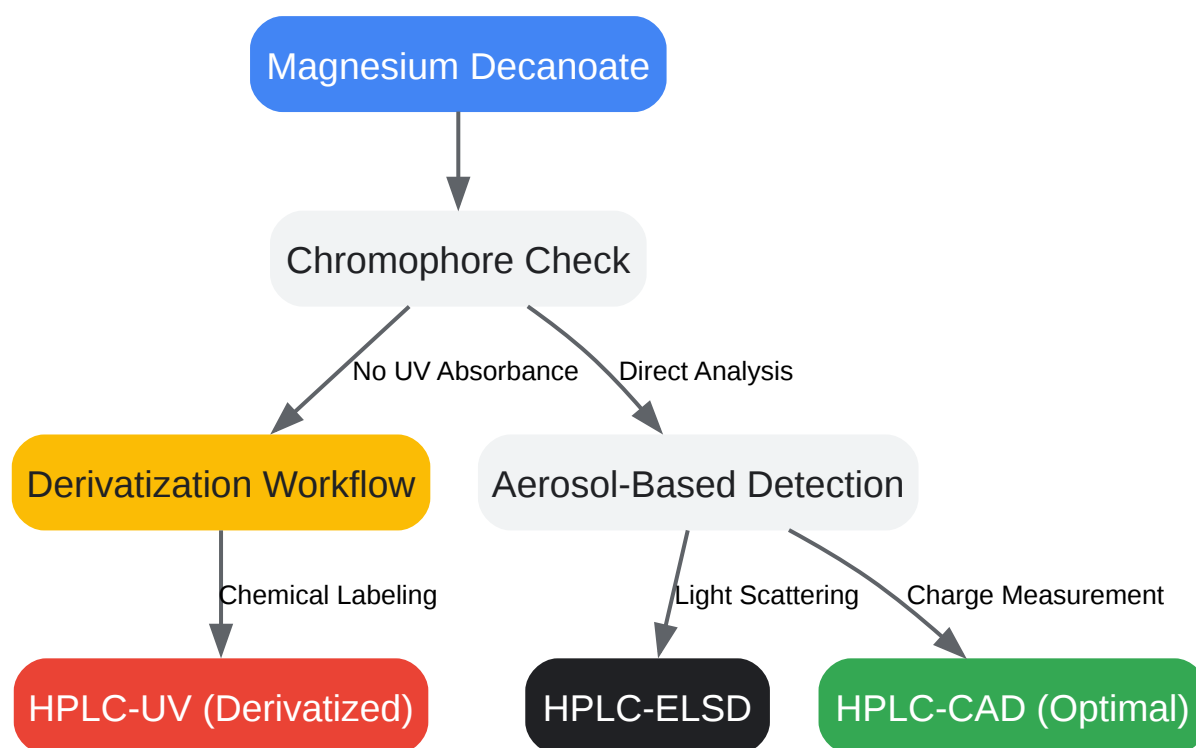 Magnesium Decanoate
Chromophore Check
No UV Absorbance
Direct Analysis
Derivatization Workflow
Aerosol-Based Detection
Chemical Labeling
Light Scattering
Charge Measurement
HPLC-UV (Derivatized)
HPLC-ELSD
HPLC-CAD (Optimal)